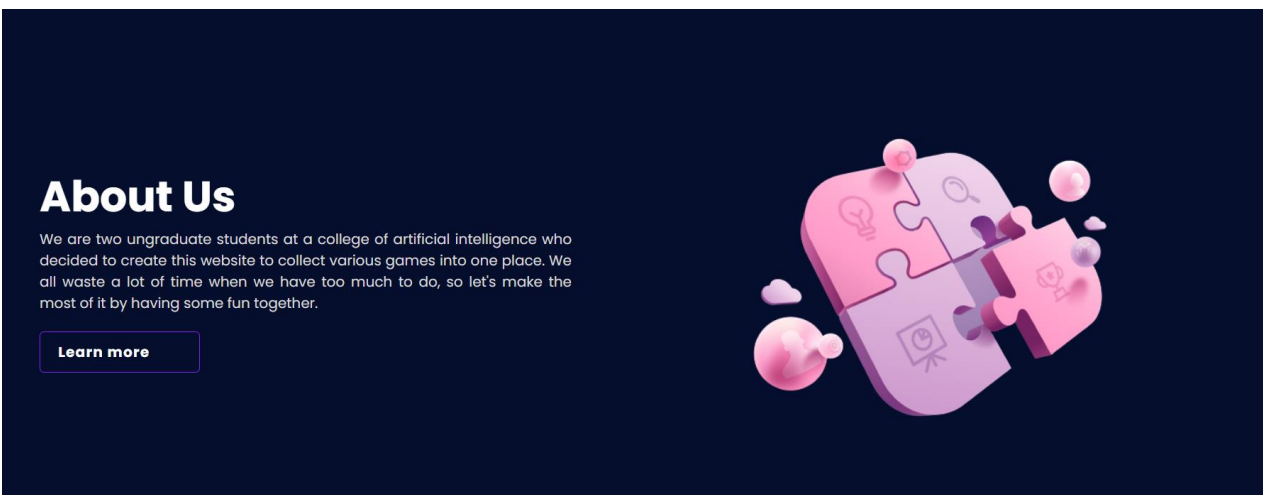 About Us
We are two ungraduate students at a college of artificial intelligence who
decided to create this website to collect various games into one place. We
all waste a lot of time when we have too much to do, so let's make the
most of it by having some fun together.
Learn more